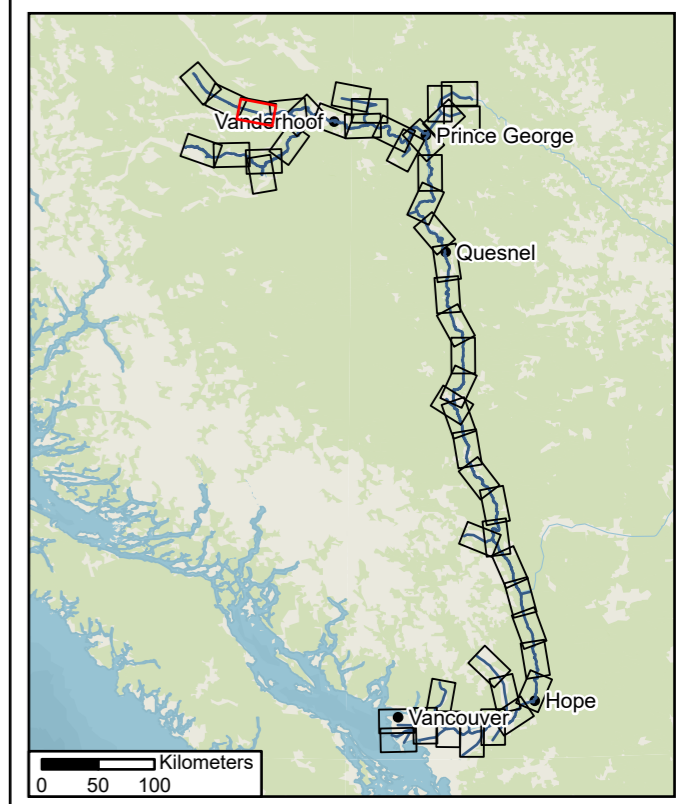 Vanderhoof
Prince George
Quesnel
Hope
Vancouver
Kilometers
0 50 100